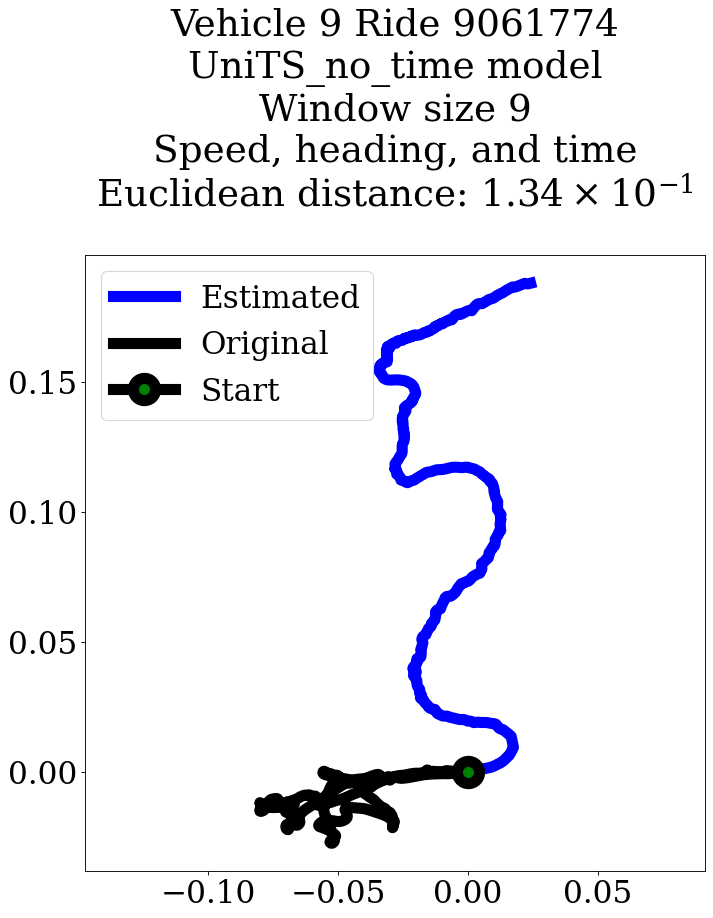 Vehicle 9 Ride 9061774
UniTS_no_time model
Window size 9
Speed, heading, and time
Euclidean distance: 1.34 × 10⁻¹
Estimated
Original
Start
0.15
0.10
0.05
0.00
−0.10 −0.05 0.00 0.05